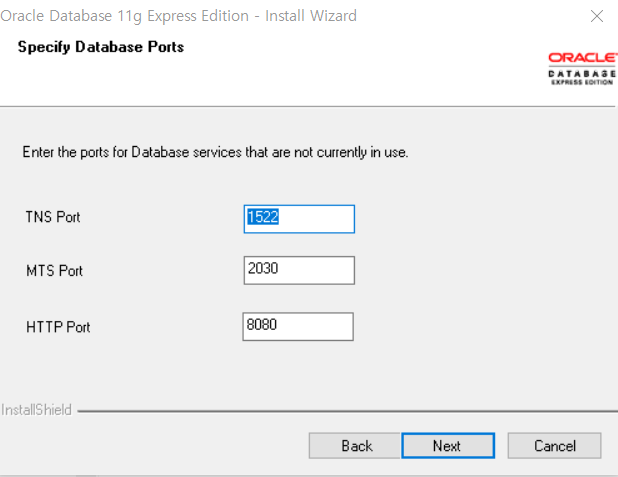 Oracle Database 11g Express Edition - Install Wizard
Specify Database Ports
ORACLE
DATABASE
EXPRESS EDITION
Enter the ports for Database services that are not currently in use.
TNS Port
1522
MTS Port
2030
HTTP Port
8080
InstallShield
Back
Next
Cancel